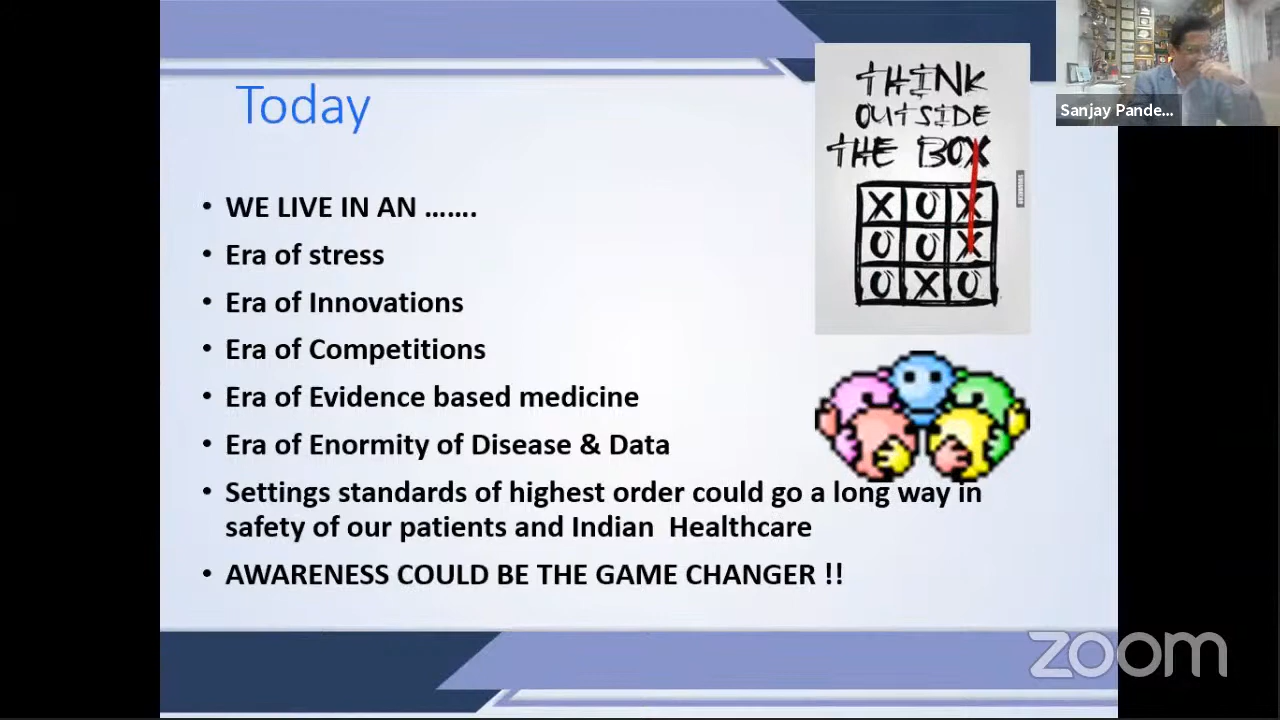 Today
• WE LIVE IN AN …….
• Era of stress
• Era of Innovations
• Era of Competitions
• Era of Evidence based medicine
• Era of Enormity of Disease & Data
• Settings standards of highest order could go a long way in
safety of our patients and Indian  Healthcare
• AWARENESS COULD BE THE GAME CHANGER !!
THINK
OUTSIDE
THE BOX
X O X
O O X
O X O
Sanjay Pande...
zoom